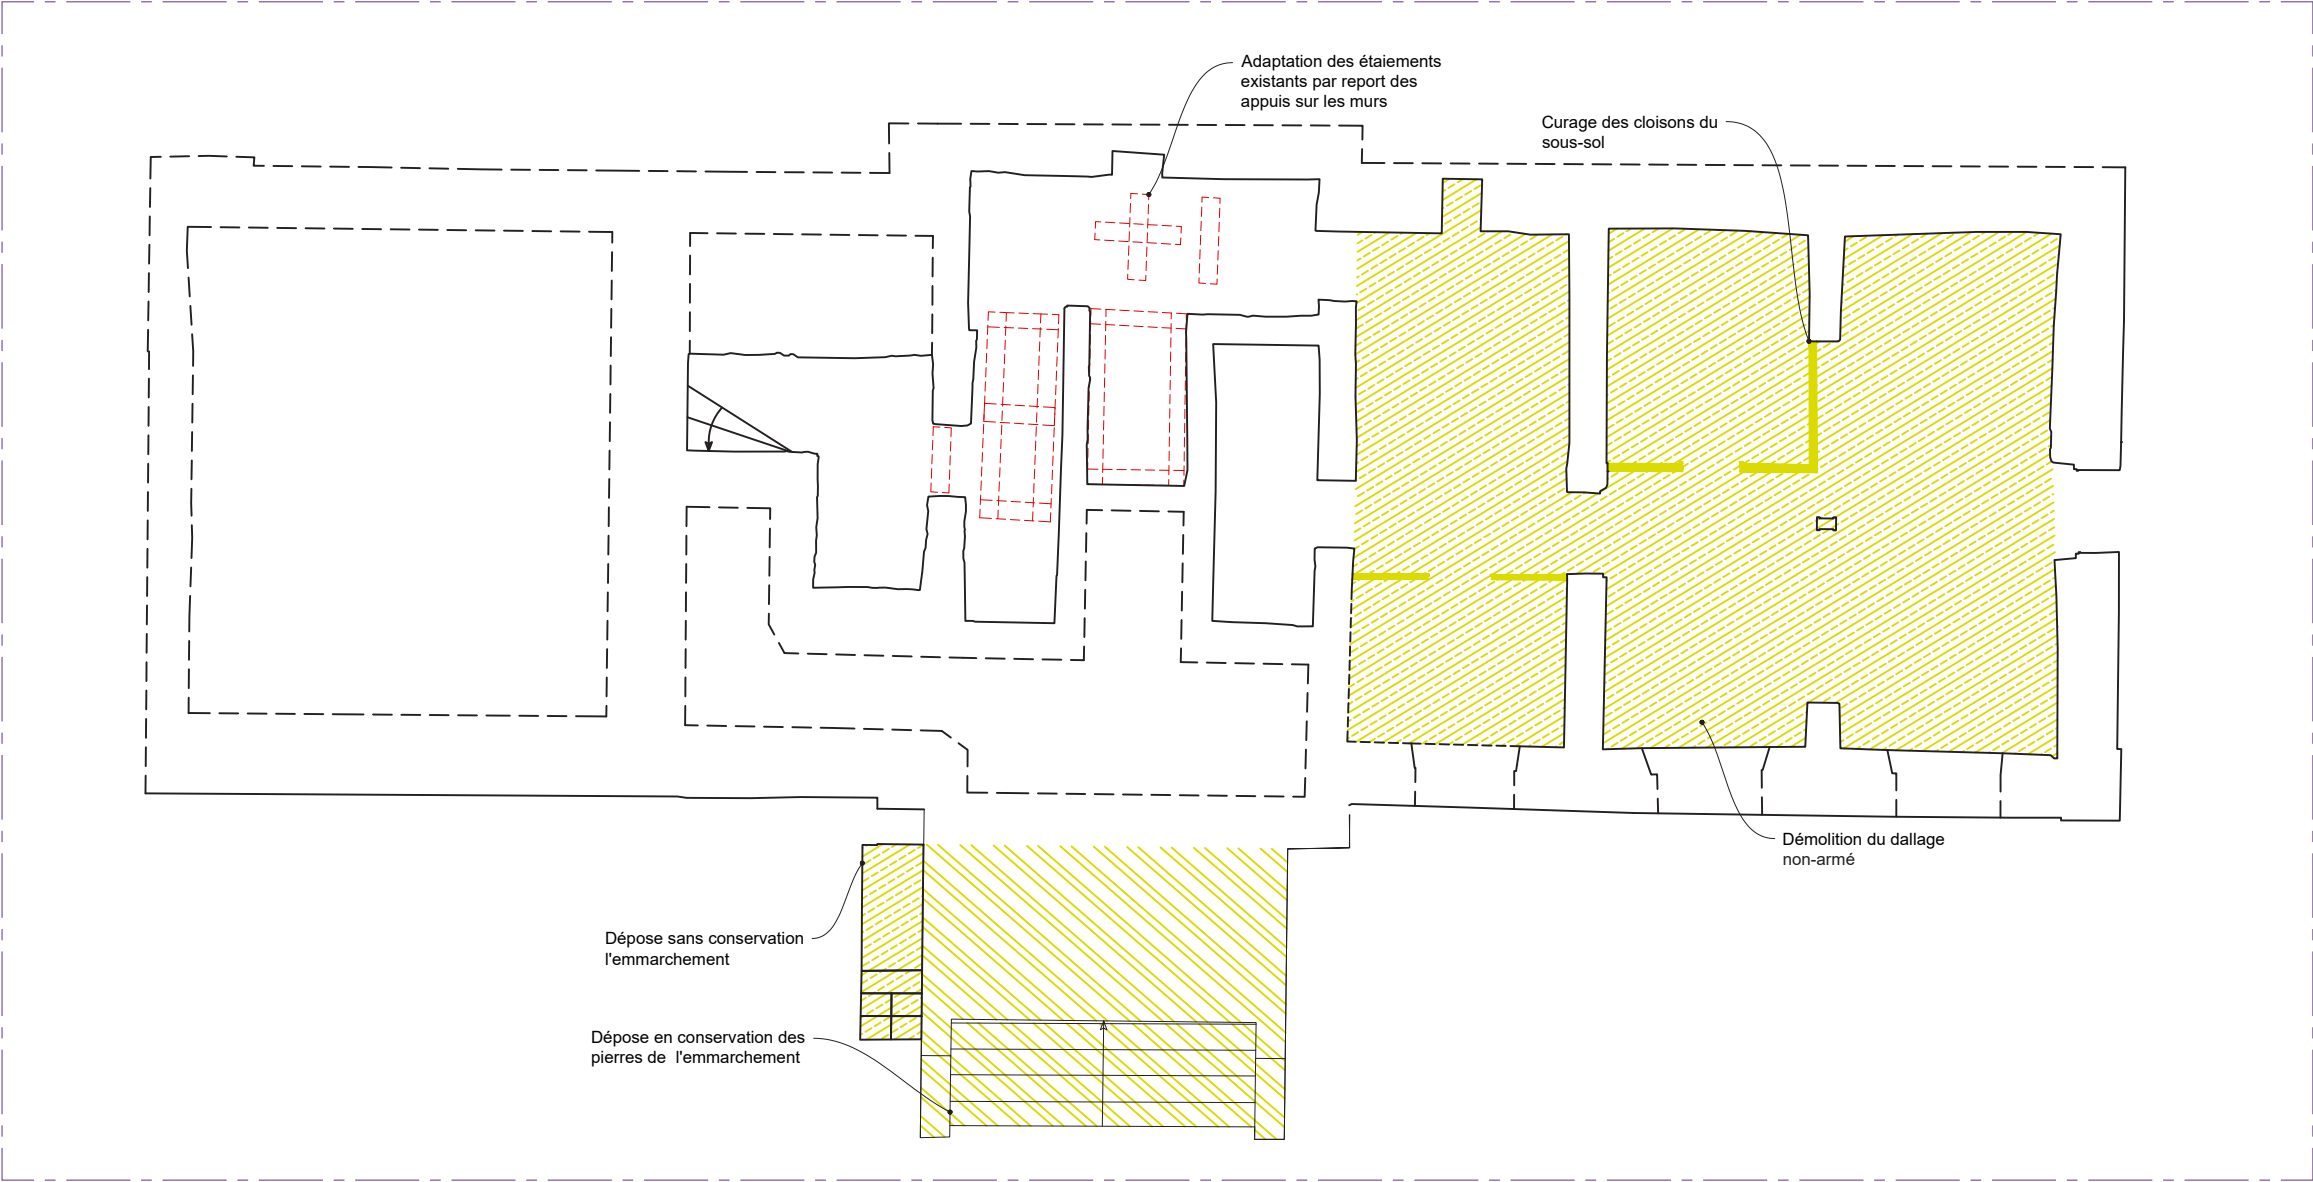 Adaptation des étaiements
existants par report des
appuis sur les murs
Curage des cloisons du
sous-sol
Démolition du dallage
non-armé
Dépose sans conservation
l'emmarchement
Dépose en conservation des
pierres de  l'emmarchement